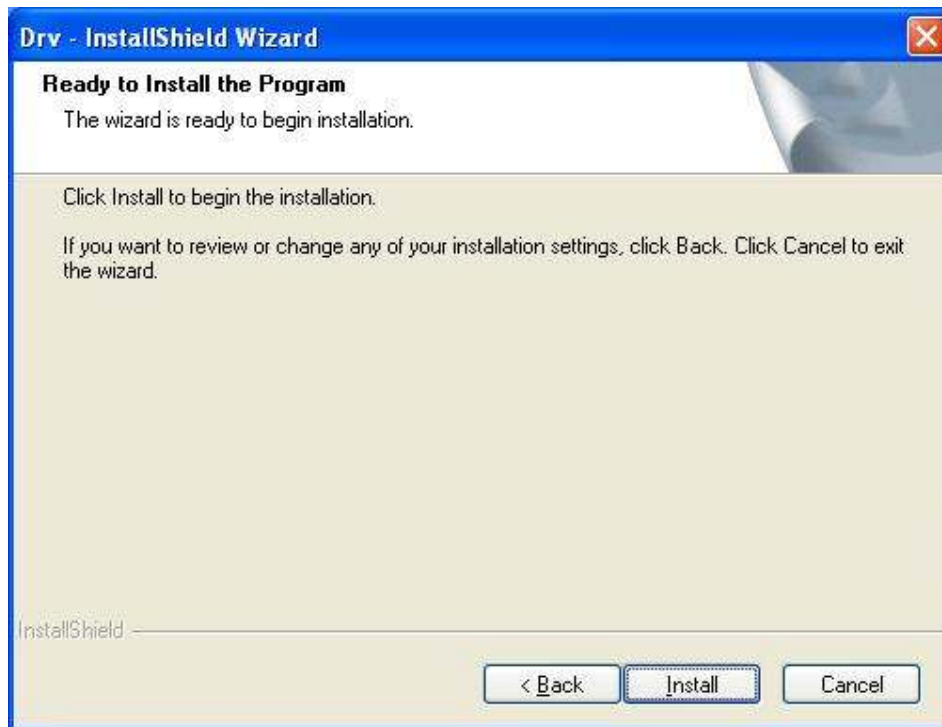 Drv - InstallShield Wizard
Ready to Install the Program
The wizard is ready to begin installation.
Click Install to begin the installation.
If you want to review or change any of your installation settings, click Back. Click Cancel to exit
the wizard.
InstallShield
< Back Install Cancel